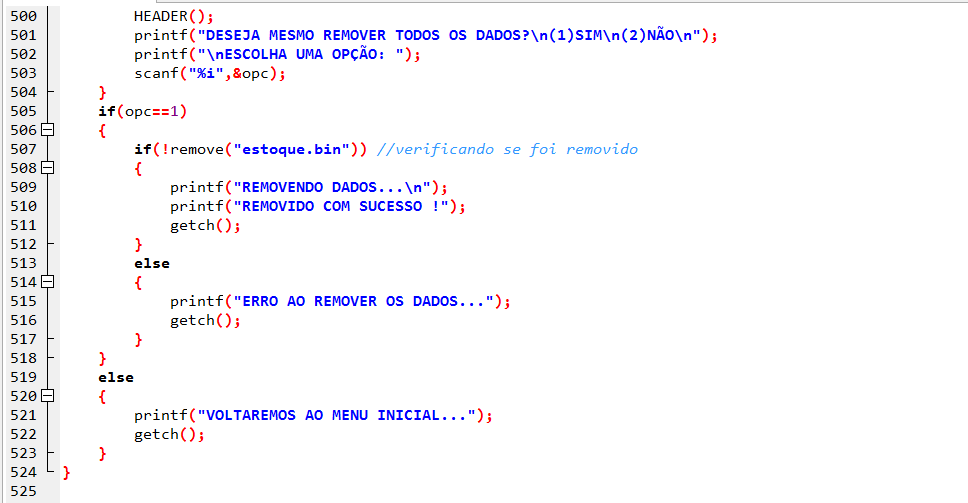 500 HEADER();
501 printf("DESEJA MESMO REMOVER TODOS OS DADOS?\n(1)SIM\n(2)NÃO\n");
502 printf("\nESCOLHA UMA OPÇÃO: ");
503 scanf("%i",&opc);
504 }
505 if(opc==1)
506 {
507 if(!remove("estoque.bin")) //verificando se foi removido
508 {
509 printf("REMOVENDO DADOS...\n");
510 printf("REMOVIDO COM SUCESSO !");
511 getch();
512 }
513 else
514 {
515 printf("ERRO AO REMOVER OS DADOS...");
516 getch();
517 }
518 }
519 else
520 {
521 printf("VOLTAREMOS AO MENU INICIAL...");
522 getch();
523 }
524 }
525